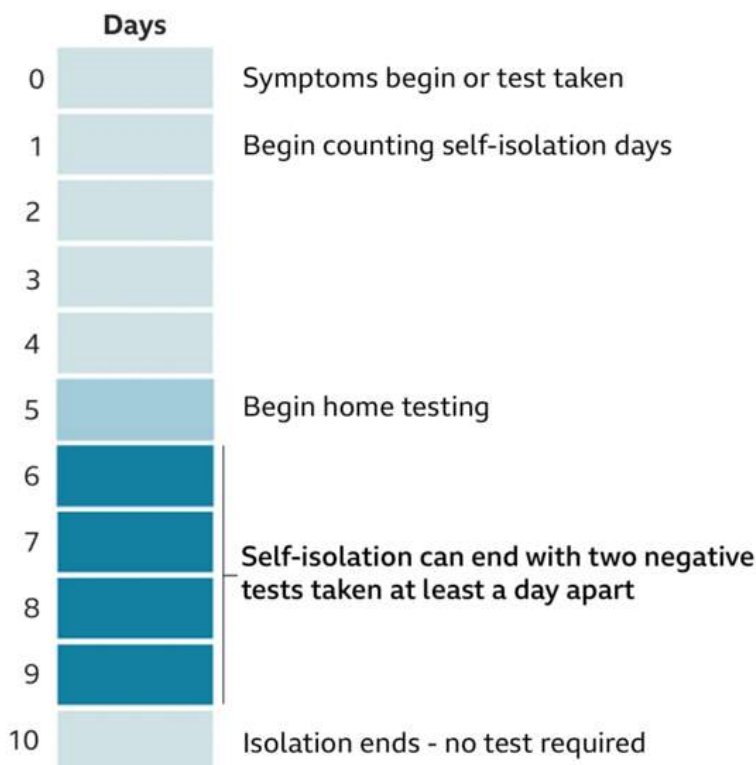 Days
0 Symptoms begin or test taken
1 Begin counting self-isolation days
2
3
4
5 Begin home testing
6
7
Self-isolation can end with two negative
tests taken at least a day apart
8
9
10 Isolation ends - no test required